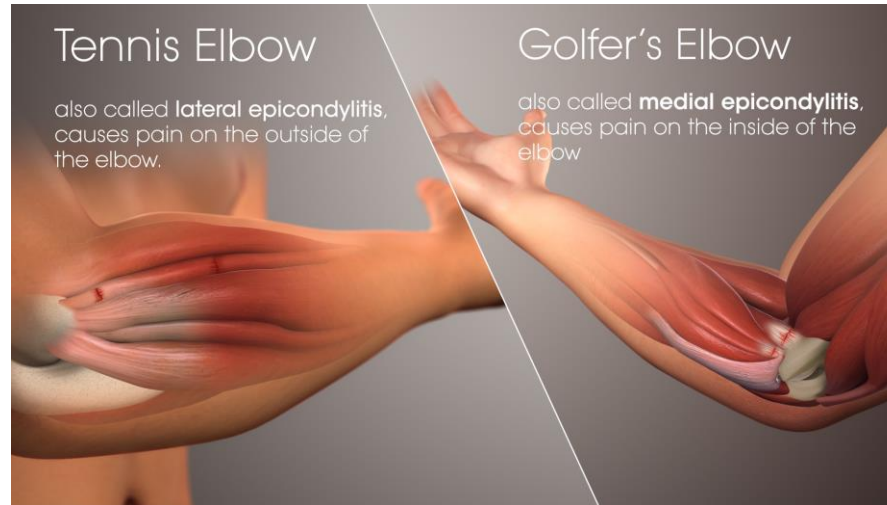 Tennis Elbow
also called lateral epicondylitis,
causes pain on the outside of
the elbow.
Golfer's Elbow
also called medial epicondylitis,
causes pain on the inside of the
elbow